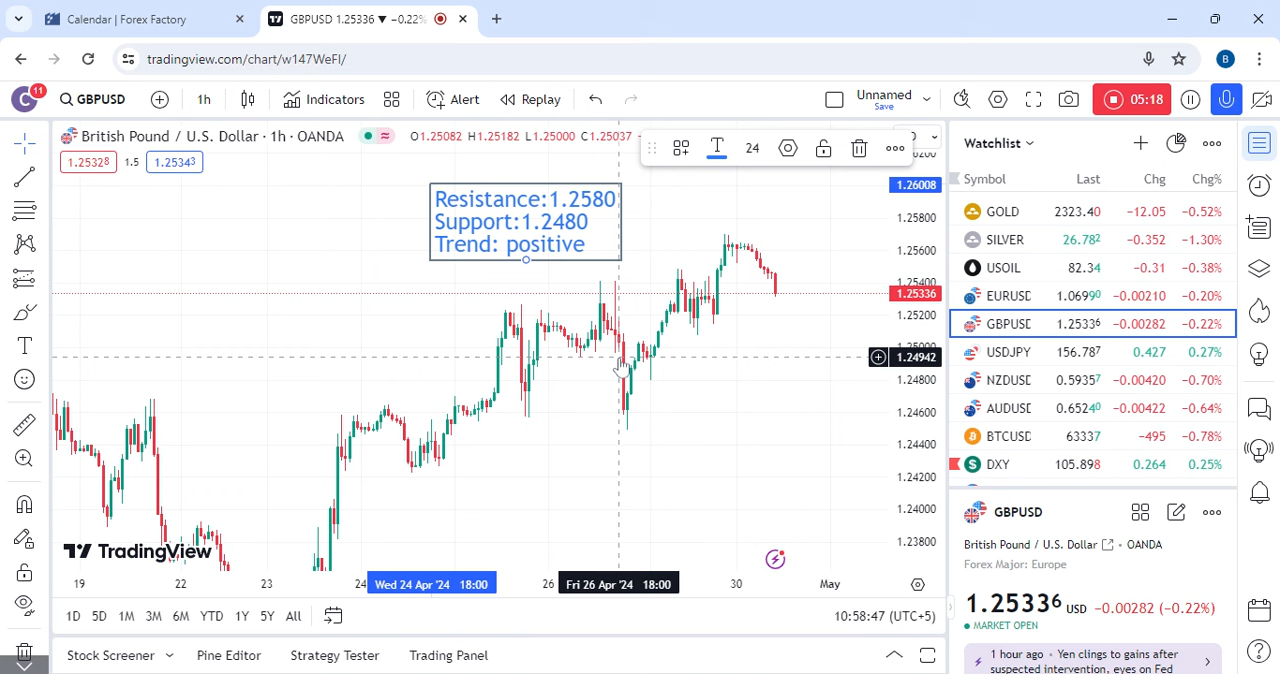 Calendar | Forex Factory
GBPUSD 1.25336 ▼ −0.22%
tradingview.com/chart/w147WeFI/
C 11 GBPUSD 1h Indicators Alert Replay Unnamed Save 05:18
British Pound / U.S. Dollar · 1h · OANDA O1.25082 H1.25182 L1.25000 C1.25037
1.25328 1.5 1.25343
24
Resistance:1.2580
Support:1.2480
Trend: positive
1.26008
1.25800
1.25600
1.25400
1.25336
1.25200
1.25000
1.24942
1.24800
1.24600
1.24400
1.24200
1.24000
1.23800
TradingView
19 22 23 24 Wed 24 Apr '24 18:00 26 Fri 26 Apr '24 18:00 30 May
1D 5D 1M 3M 6M YTD 1Y 5Y All 10:58:47 (UTC+5)
Stock Screener Pine Editor Strategy Tester Trading Panel
Watchlist
Symbol Last Chg Chg%
GOLD 2323.40 −12.05 −0.52%
SILVER 26.782 −0.352 −1.30%
USOIL 82.34 −0.31 −0.38%
EURUSD 1.06990 −0.00210 −0.20%
GBPUSD 1.25336 −0.00282 −0.22%
USDJPY 156.787 0.427 0.27%
NZDUSD 0.59357 −0.00420 −0.70%
AUDUSD 0.65240 −0.00422 −0.64%
BTCUSD 63337 −495 −0.78%
DXY 105.898 0.264 0.25%
GBPUSD
British Pound / U.S. Dollar • OANDA
Forex Major: Europe
1.25336 USD −0.00282 (−0.22%)
MARKET OPEN
1 hour ago · Yen clings to gains after
suspected intervention, eyes on Fed
B